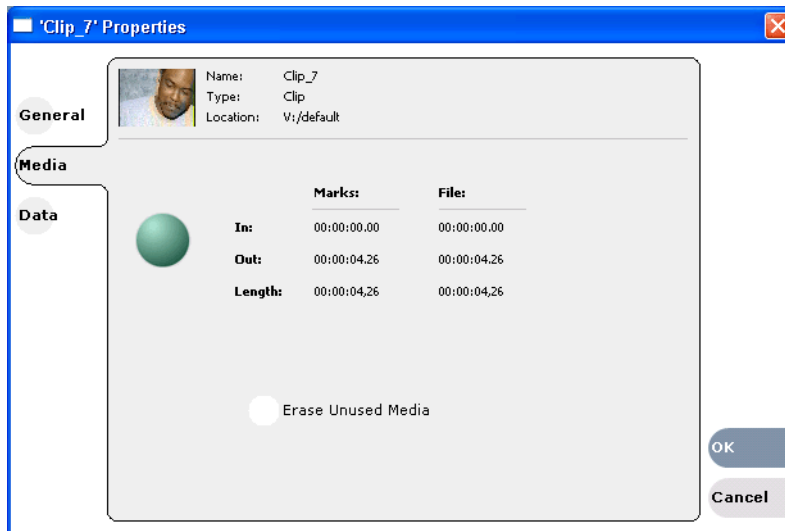 'Clip_7' Properties
General
Media
Data
Name: Clip_7
Type: Clip
Location: V:/default
Marks: File:
In: 00:00:00.00 00:00:00.00
Out: 00:00:04.26 00:00:04.26
Length: 00:00:04,26 00:00:04,26
Erase Unused Media
OK
Cancel